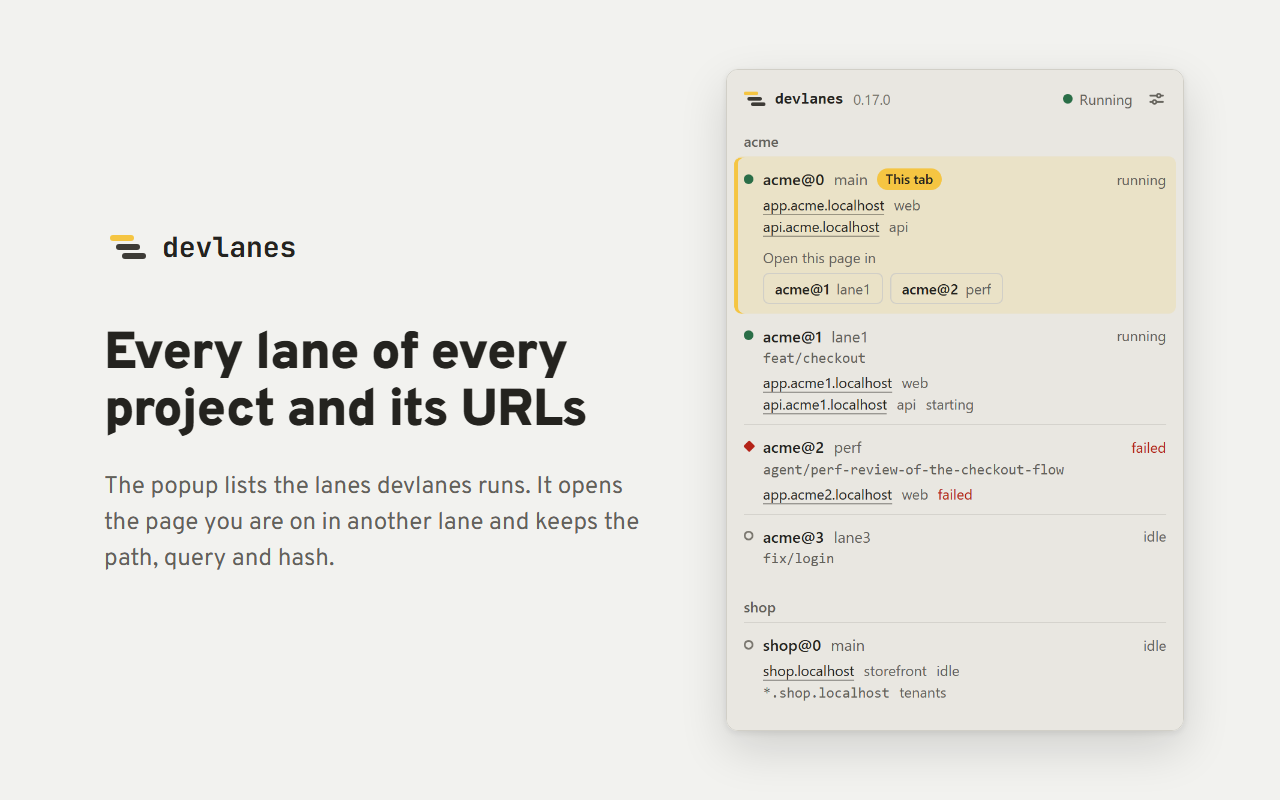 devlanes
Every lane of every
project and its URLs
The popup lists the lanes devlanes runs. It opens
the page you are on in another lane and keeps the
path, query and hash.
devlanes 0.17.0 Running
acme
acme@0 main This tab running
app.acme.localhost web
api.acme.localhost api
Open this page in
acme@1 lane1 acme@2 perf
acme@1 lane1 running
feat/checkout
app.acme1.localhost web
api.acme1.localhost api starting
acme@2 perf failed
agent/perf-review-of-the-checkout-flow
app.acme2.localhost web failed
acme@3 lane3 idle
fix/login
shop
shop@0 main idle
shop.localhost storefront idle
*.shop.localhost tenants